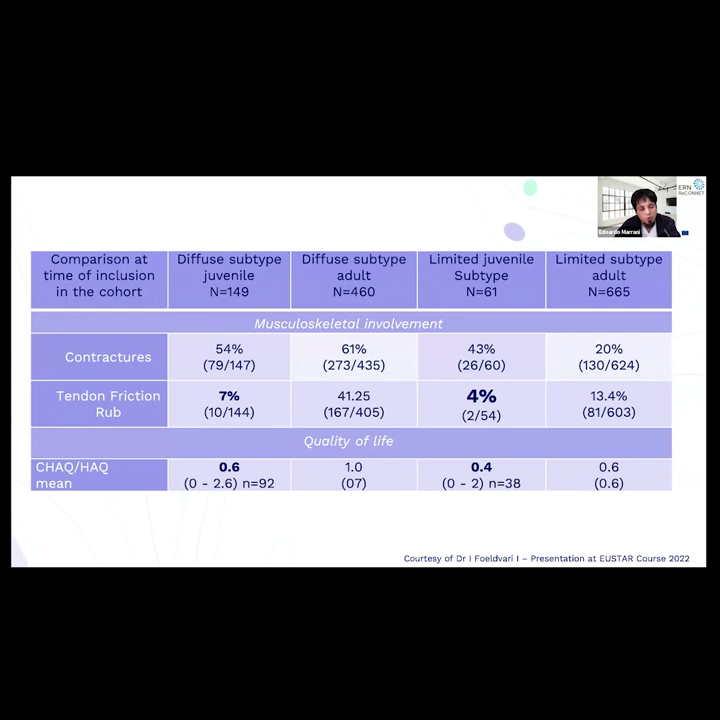 ERN
ReCONNET
Edoardo Marrani
Comparison at time of inclusion in the cohort
Diffuse subtype juvenile N=149
Diffuse subtype adult N=460
Limited juvenile Subtype N=61
Limited subtype adult N=665
Musculoskeletal involvement
Contractures
54% (79/147)
61% (273/435)
43% (26/60)
20% (130/624)
Tendon Friction Rub
7% (10/144)
41.25 (167/405)
4% (2/54)
13.4% (81/603)
Quality of life
CHAQ/HAQ mean
0.6 (0 - 2.6) n=92
1.0 (07)
0.4 (0 - 2) n=38
0.6 (0.6)
Courtesy of Dr I Foeldvari I – Presentation at EUSTAR Course 2022